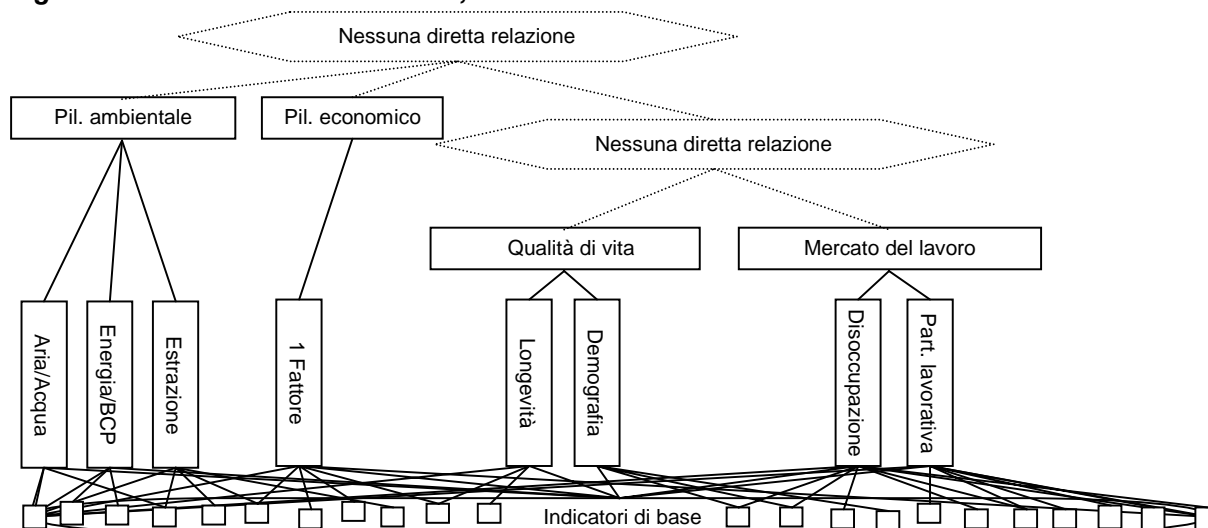 Nessuna diretta relazione
Pil. ambientale
Pil. economico
Nessuna diretta relazione
Qualità di vita
Mercato del lavoro
Aria/Acqua
Energia/BCP
Estrazione
1 Fattore
Longevità
Demografia
Disoccupazione
Part. lavorativa
Indicatori di base